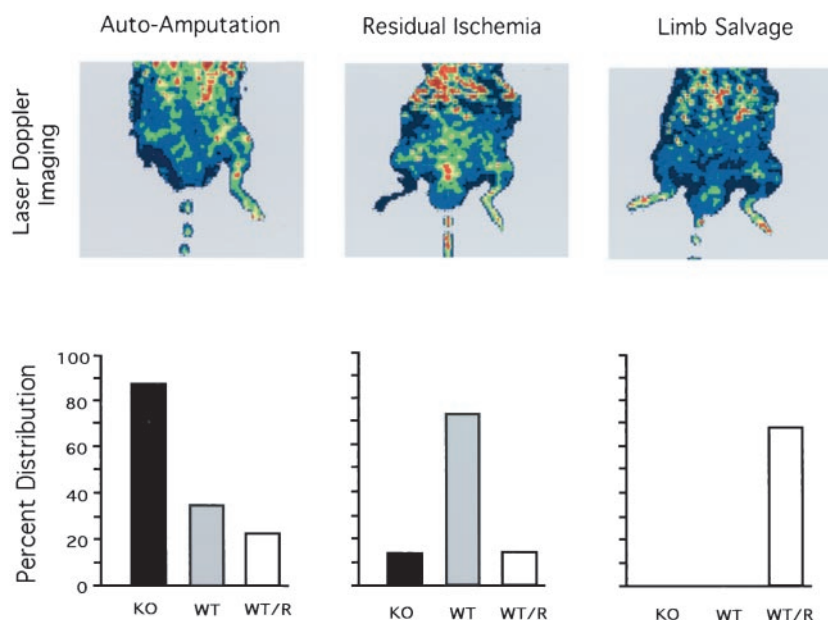 Auto-Amputation
Residual Ischemia
Limb Salvage
Laser Doppler
Imaging
Percent Distribution
100
80
60
40
20
0
KO WT WT/R
KO WT WT/R
KO WT WT/R